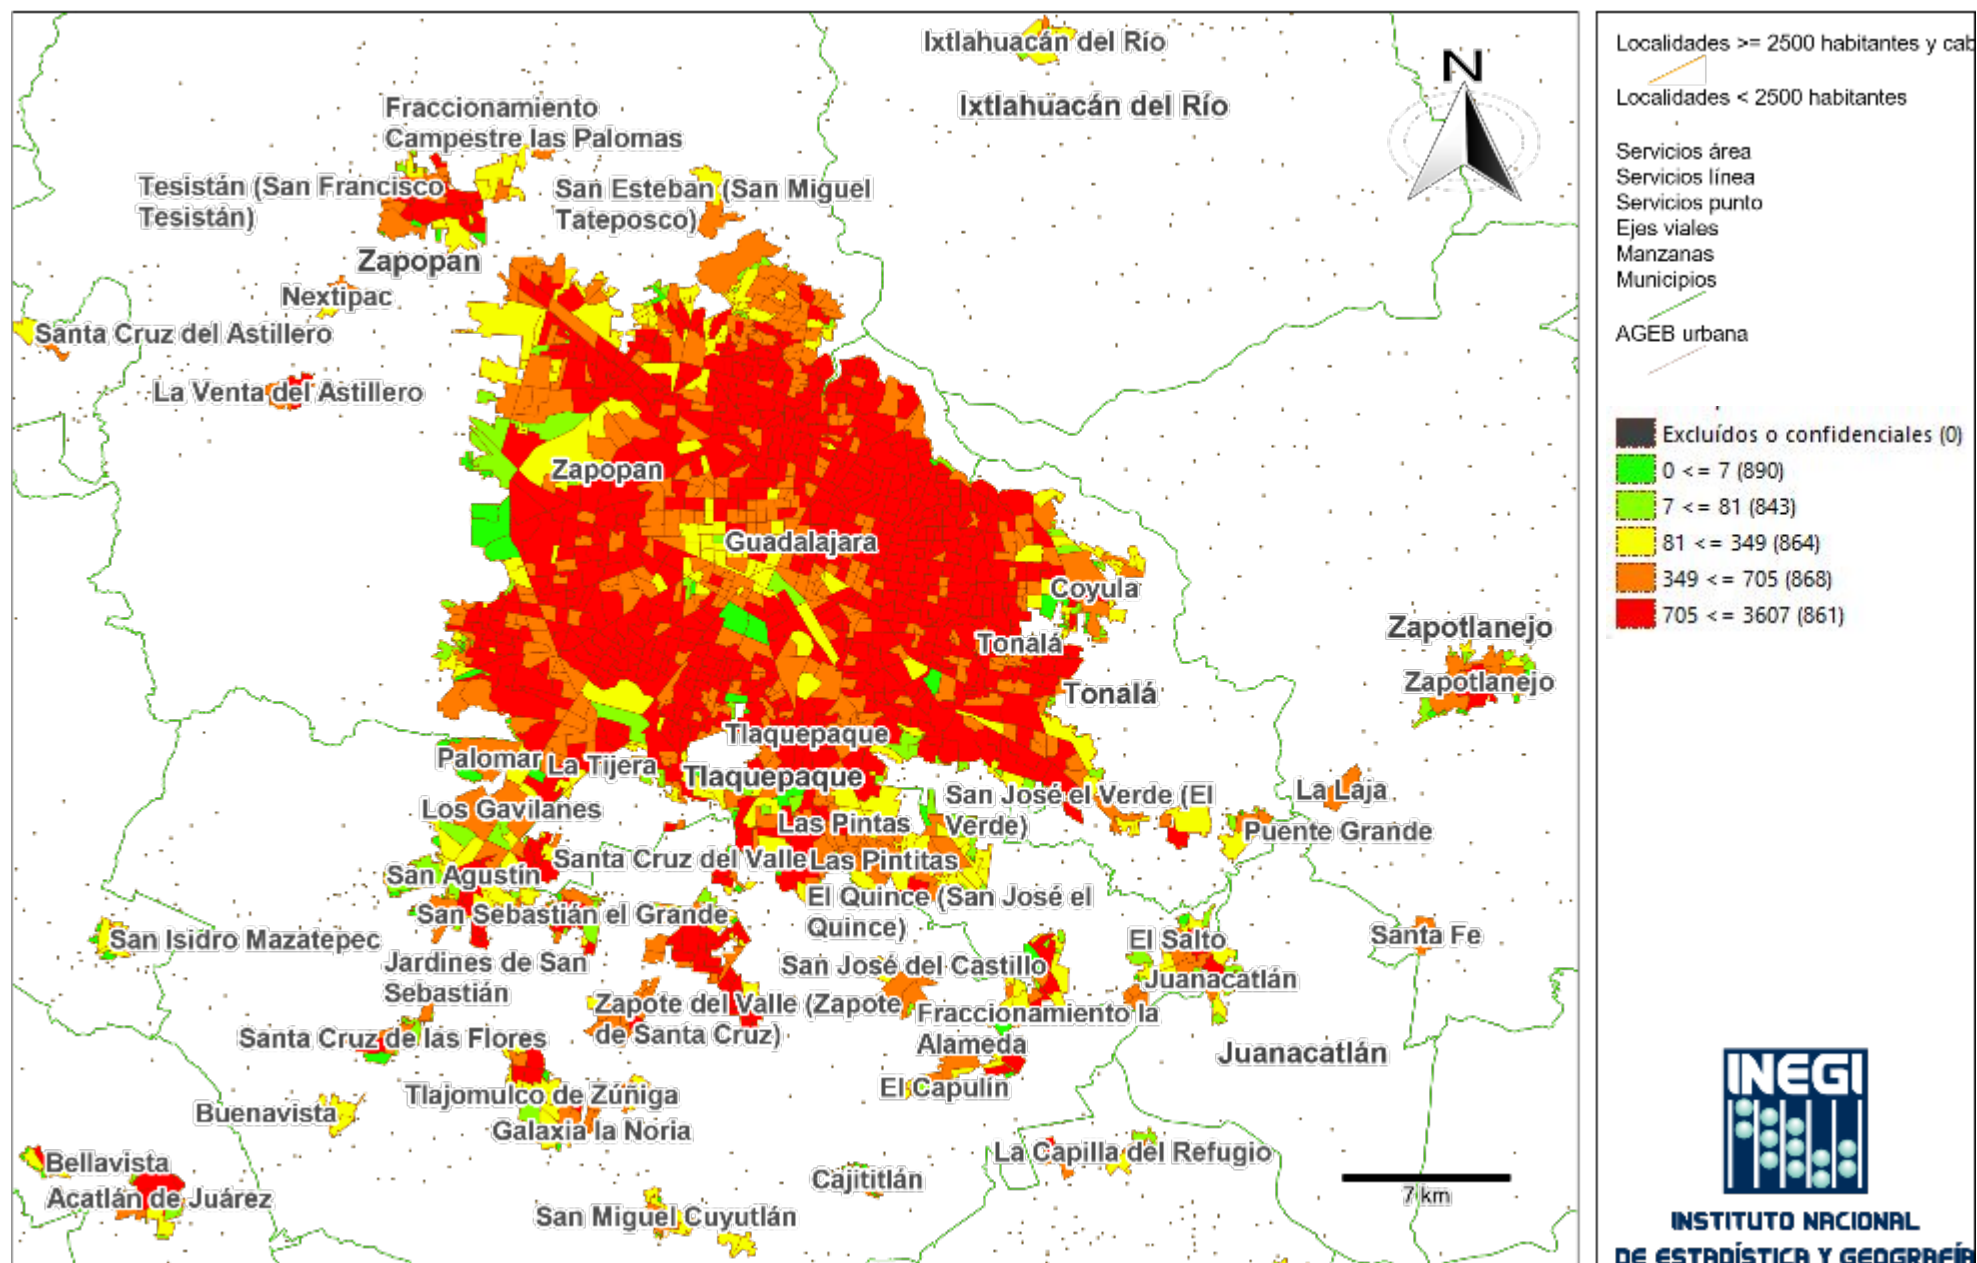 Ixtlahuacán del Río
Ixtlahuacán del Río
N
Fraccionamiento
Campestre las Palomas
Tesistán (San Francisco
Tesistán)
San Esteban (San Miguel
Tateposco)
Zapopan
Nextipac
Santa Cruz del Astillero
La Venta del Astillero
Zapopan
Guadalajara
Coyula
Tonalá
Tonalá
Zapotlanejo
Zapotlanejo
Tlaquepaque
Palomar
La Tijera
Tlaquepaque
Los Gavilanes
San José el Verde (El
Verde)
La Laja
Las Pintas
Puente Grande
Santa Cruz del Valle
Las Pintitas
San Agustín
El Quince (San José el
Quince)
San Sebastián el Grande
San Isidro Mazatepec
El Salto
Santa Fe
Jardines de San
Sebastián
San José del Castillo
Juanacatlán
Zapote del Valle (Zapote
de Santa Cruz)
Fraccionamiento la
Alameda
Santa Cruz de las Flores
Juanacatlán
El Capulín
Tlajomulco de Zúñiga
Buenavista
Galaxia la Noria
La Capilla del Refugio
Bellavista
Acatlán de Juárez
Cajititlán
San Miguel Cuyutlán
7 km
Localidades >= 2500 habitantes y cab
Localidades < 2500 habitantes
Servicios área
Servicios línea
Servicios punto
Ejes viales
Manzanas
Municipios
AGEB urbana
Excluídos o confidenciales (0)
0 <= 7 (890)
7 <= 81 (843)
81 <= 349 (864)
349 <= 705 (868)
705 <= 3607 (861)
INEGI
INSTITUTO NACIONAL
DE ESTADÍSTICA Y GEOGRAFÍA